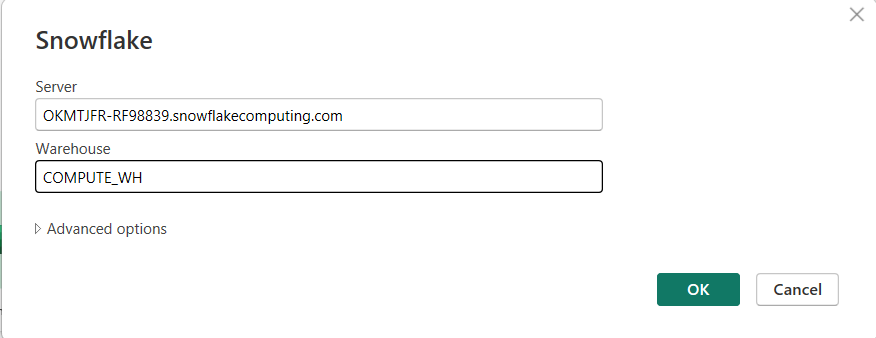 Snowflake
Server
OKMTJFR-RF98839.snowflakecomputing.com
Warehouse
COMPUTE_WH
Advanced options
OK
Cancel